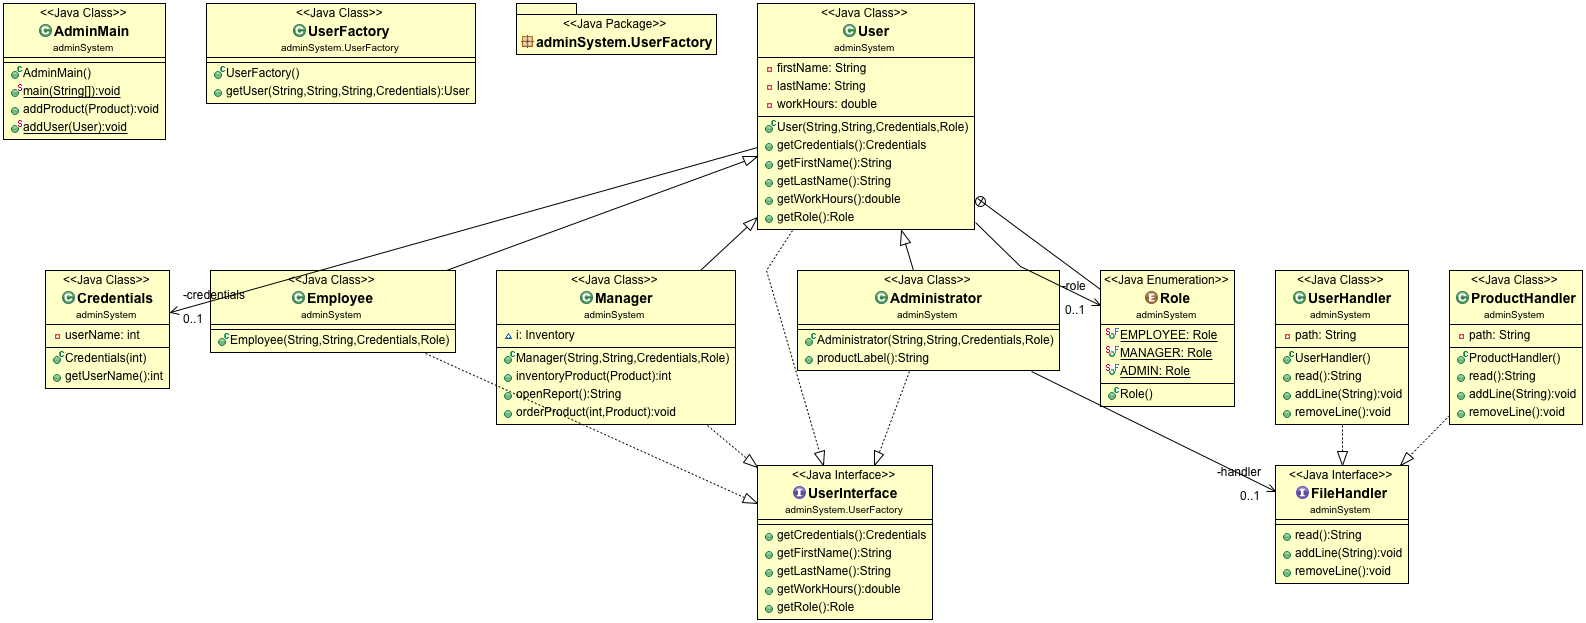 <<Java Class>>
AdminMain
adminSystem
AdminMain()
main(String[]):void
addProduct(Product):void
addUser(User):void
<<Java Class>>
UserFactory
adminSystem.UserFactory
UserFactory()
getUser(String,String,String,Credentials):User
<<Java Package>>
adminSystem.UserFactory
<<Java Class>>
User
adminSystem
firstName: String
lastName: String
workHours: double
User(String,String,Credentials,Role)
getCredentials():Credentials
getFirstName():String
getLastName():String
getWorkHours():double
getRole():Role
<<Java Class>>
Credentials
adminSystem
userName: int
Credentials(int)
getUserName():int
-credentials
0..1
<<Java Class>>
Employee
adminSystem
Employee(String,String,Credentials,Role)
<<Java Class>>
Manager
adminSystem
i: Inventory
Manager(String,String,Credentials,Role)
inventoryProduct(Product):int
openReport():String
orderProduct(int,Product):void
<<Java Class>>
Administrator
adminSystem
Administrator(String,String,Credentials,Role)
productLabel():String
-role
0..1
<<Java Enumeration>>
Role
adminSystem
EMPLOYEE: Role
MANAGER: Role
ADMIN: Role
Role()
<<Java Class>>
UserHandler
adminSystem
path: String
UserHandler()
read():String
addLine(String):void
removeLine():void
<<Java Class>>
ProductHandler
adminSystem
path: String
ProductHandler()
read():String
addLine(String):void
removeLine():void
<<Java Interface>>
UserInterface
adminSystem.UserFactory
getCredentials():Credentials
getFirstName():String
getLastName():String
getWorkHours():double
getRole():Role
-handler
0..1
<<Java Interface>>
FileHandler
adminSystem
read():String
addLine(String):void
removeLine():void